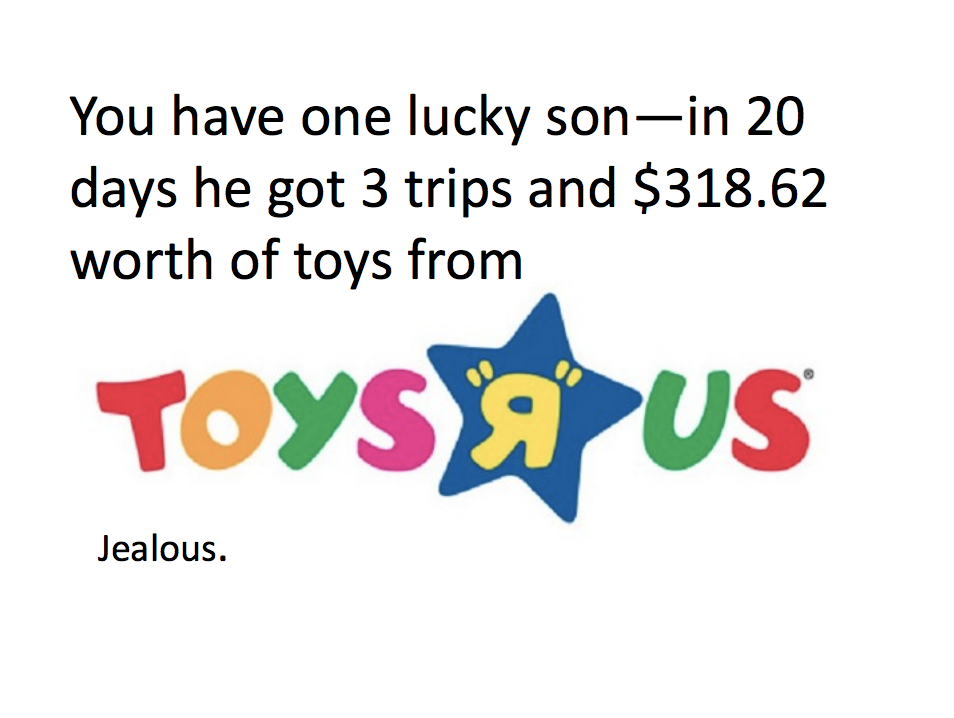 You have one lucky son—in 20
days he got 3 trips and $318.62
worth of toys from
TOYS "R" US®
Jealous.